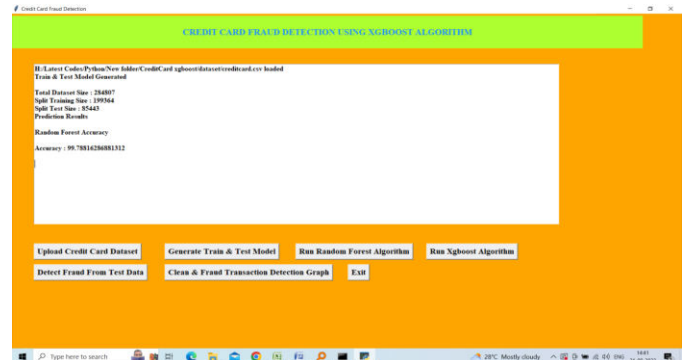 Credit Card Fraud Detection
CREDIT CARD FRAUD DETECTION USING XGBOOST ALGORITHM
H:/Latest Codes/Python/New folder/CreditCard xgboost/dataset/creditcard.csv loaded
Train & Test Model Generated
Total Dataset Size : 284807
Split Training Size : 199364
Split Test Size : 85443
Prediction Results
Random Forest Accuracy
Accuracy : 99.78816286881312
Upload Credit Card Dataset
Generate Train & Test Model
Run Random Forest Algorithm
Run Xgboost Algorithm
Detect Fraud From Test Data
Clean & Fraud Transaction Detection Graph
Exit
Type here to search
28°C Mostly cloudy
ENG
14:41